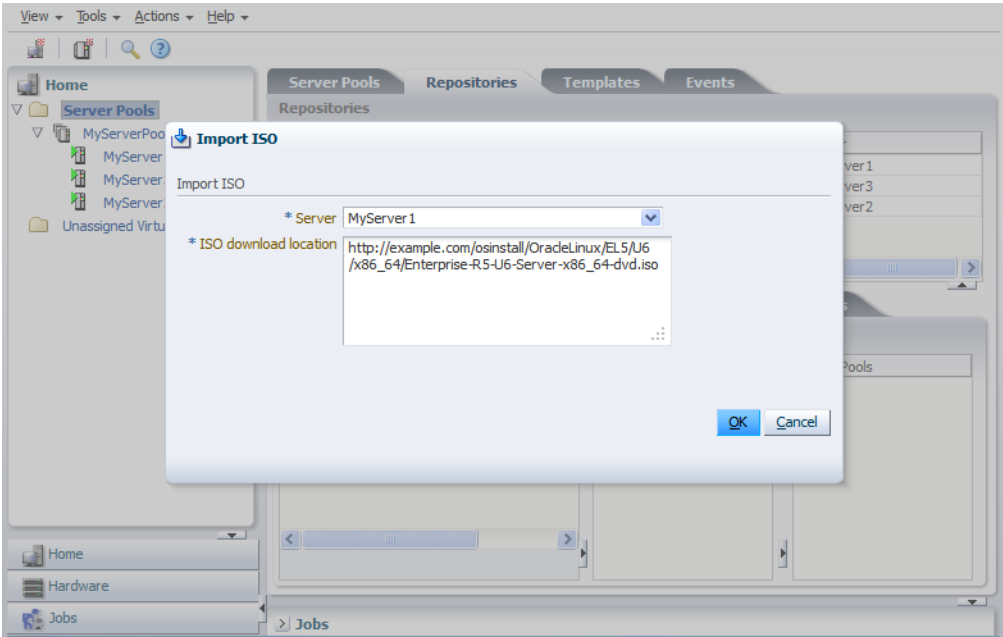 View Tools Actions Help
Home
Server Pools
MyServerPoo
MyServer
MyServer
MyServer
Unassigned Virtu
Server Pools Repositories Templates Events
Repositories
Import ISO
Import ISO
* Server MyServer1
* ISO download location http://example.com/osinstall/OracleLinux/EL5/U6
/x86_64/Enterprise-R5-U6-Server-x86_64-dvd.iso
OK Cancel
ver1
ver3
ver2
Pools
Home
Hardware
Jobs
Jobs